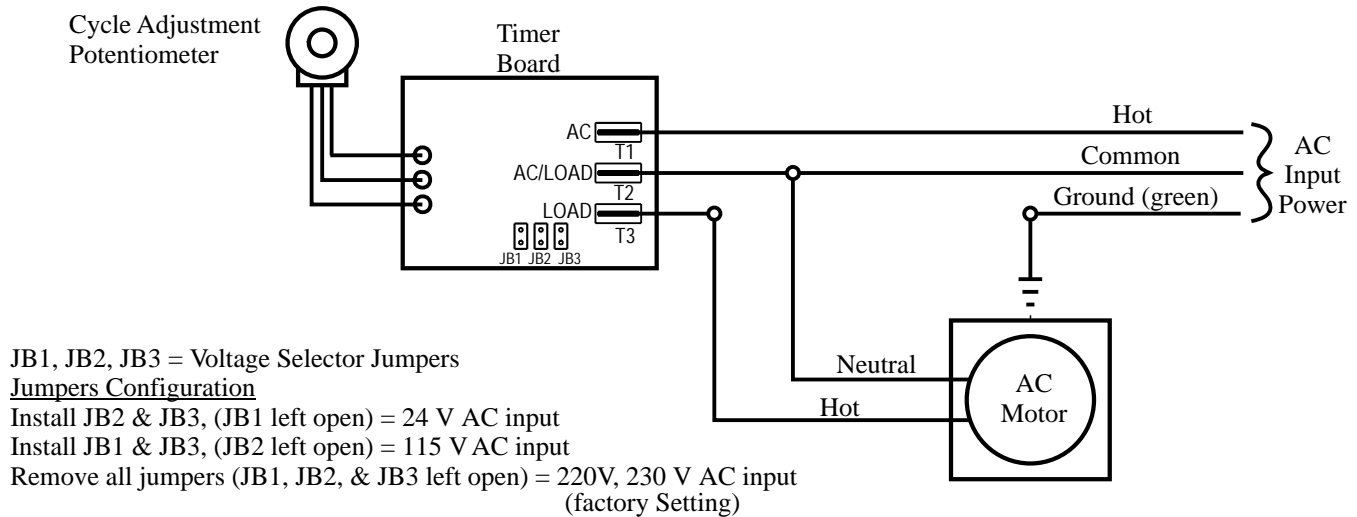 Cycle Adjustment
Potentiometer
Timer
Board
AC
T1
AC/LOAD
T2
LOAD
T3
JB1 JB2 JB3
Hot
Common
Ground (green)
AC
Input
Power
Neutral
Hot
AC
Motor
JB1, JB2, JB3 = Voltage Selector Jumpers
Jumpers Configuration
Install JB2 & JB3, (JB1 left open) = 24 V AC input
Install JB1 & JB3, (JB2 left open) = 115 V AC input
Remove all jumpers (JB1, JB2, & JB3 left open) = 220V, 230 V AC input
(factory Setting)